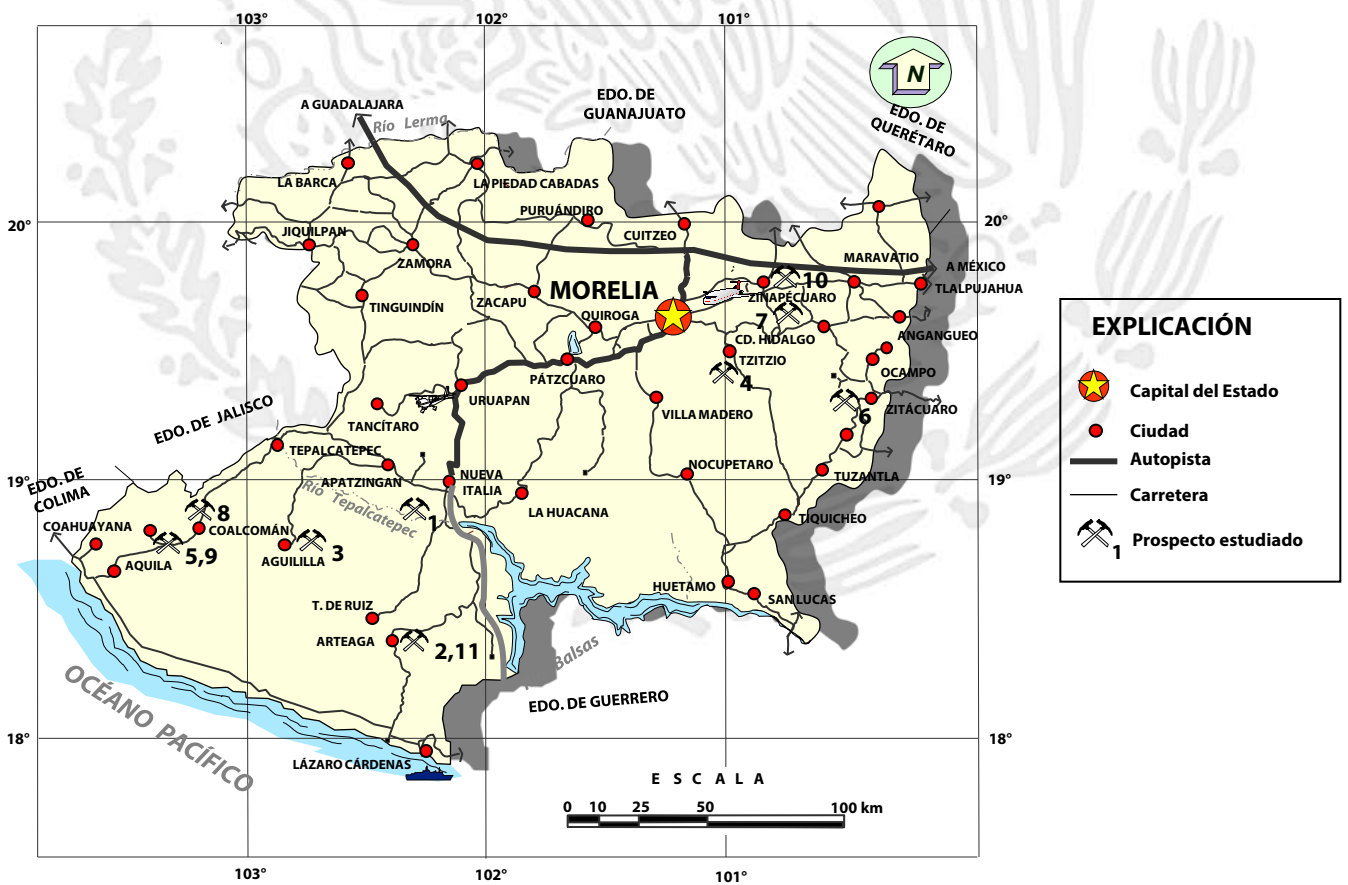 103°
102°
101°
N
A GUADALAJARA
Río Lerma
EDO. DE
GUANAJUATO
EDO. DE
QUERÉTARO
LA BARCA
LA PIEDAD CABADAS
20°
PURUÁNDIRO
20°
JIQUILPAN
CUITZEO
ZAMORA
MARAVATIO
A MÉXICO
TLALPUJAHUA
10
TINGUINDÍN
ZACAPU
MORELIA
ZINAPÉCUARO
QUIROGA
7
CD. HIDALGO
ANGANGUEO
TZITZIO
OCAMPO
PÁTZCUARO
4
URUAPAN
VILLA MADERO
6
ZITÁCUARO
TANCÍTARO
EDO. DE JALISCO
TEPALCATEPEC
NOCUPETARO
APATZINGAN
NUEVA
ITALIA
TUZANTLA
EDO. DE
COLIMA
19°
19°
Río Tepalcatepec
LA HUACANA
8
1
TIQUICHEO
COAHUAYANA
COALCOMÁN
5,9
3
AQUILA
AGUILILLA
HUETAMO
SAN LUCAS
T. DE RUIZ
ARTEAGA
2,11
Balsas
EDO. DE GUERRERO
OCÉANO PACÍFICO
18°
18°
LÁZARO CÁRDENAS
E S C A L A
0 10 25 50 100 km
103°
102°
101°
EXPLICACIÓN
Capital del Estado
Ciudad
Autopista
Carretera
1
Prospecto estudiado